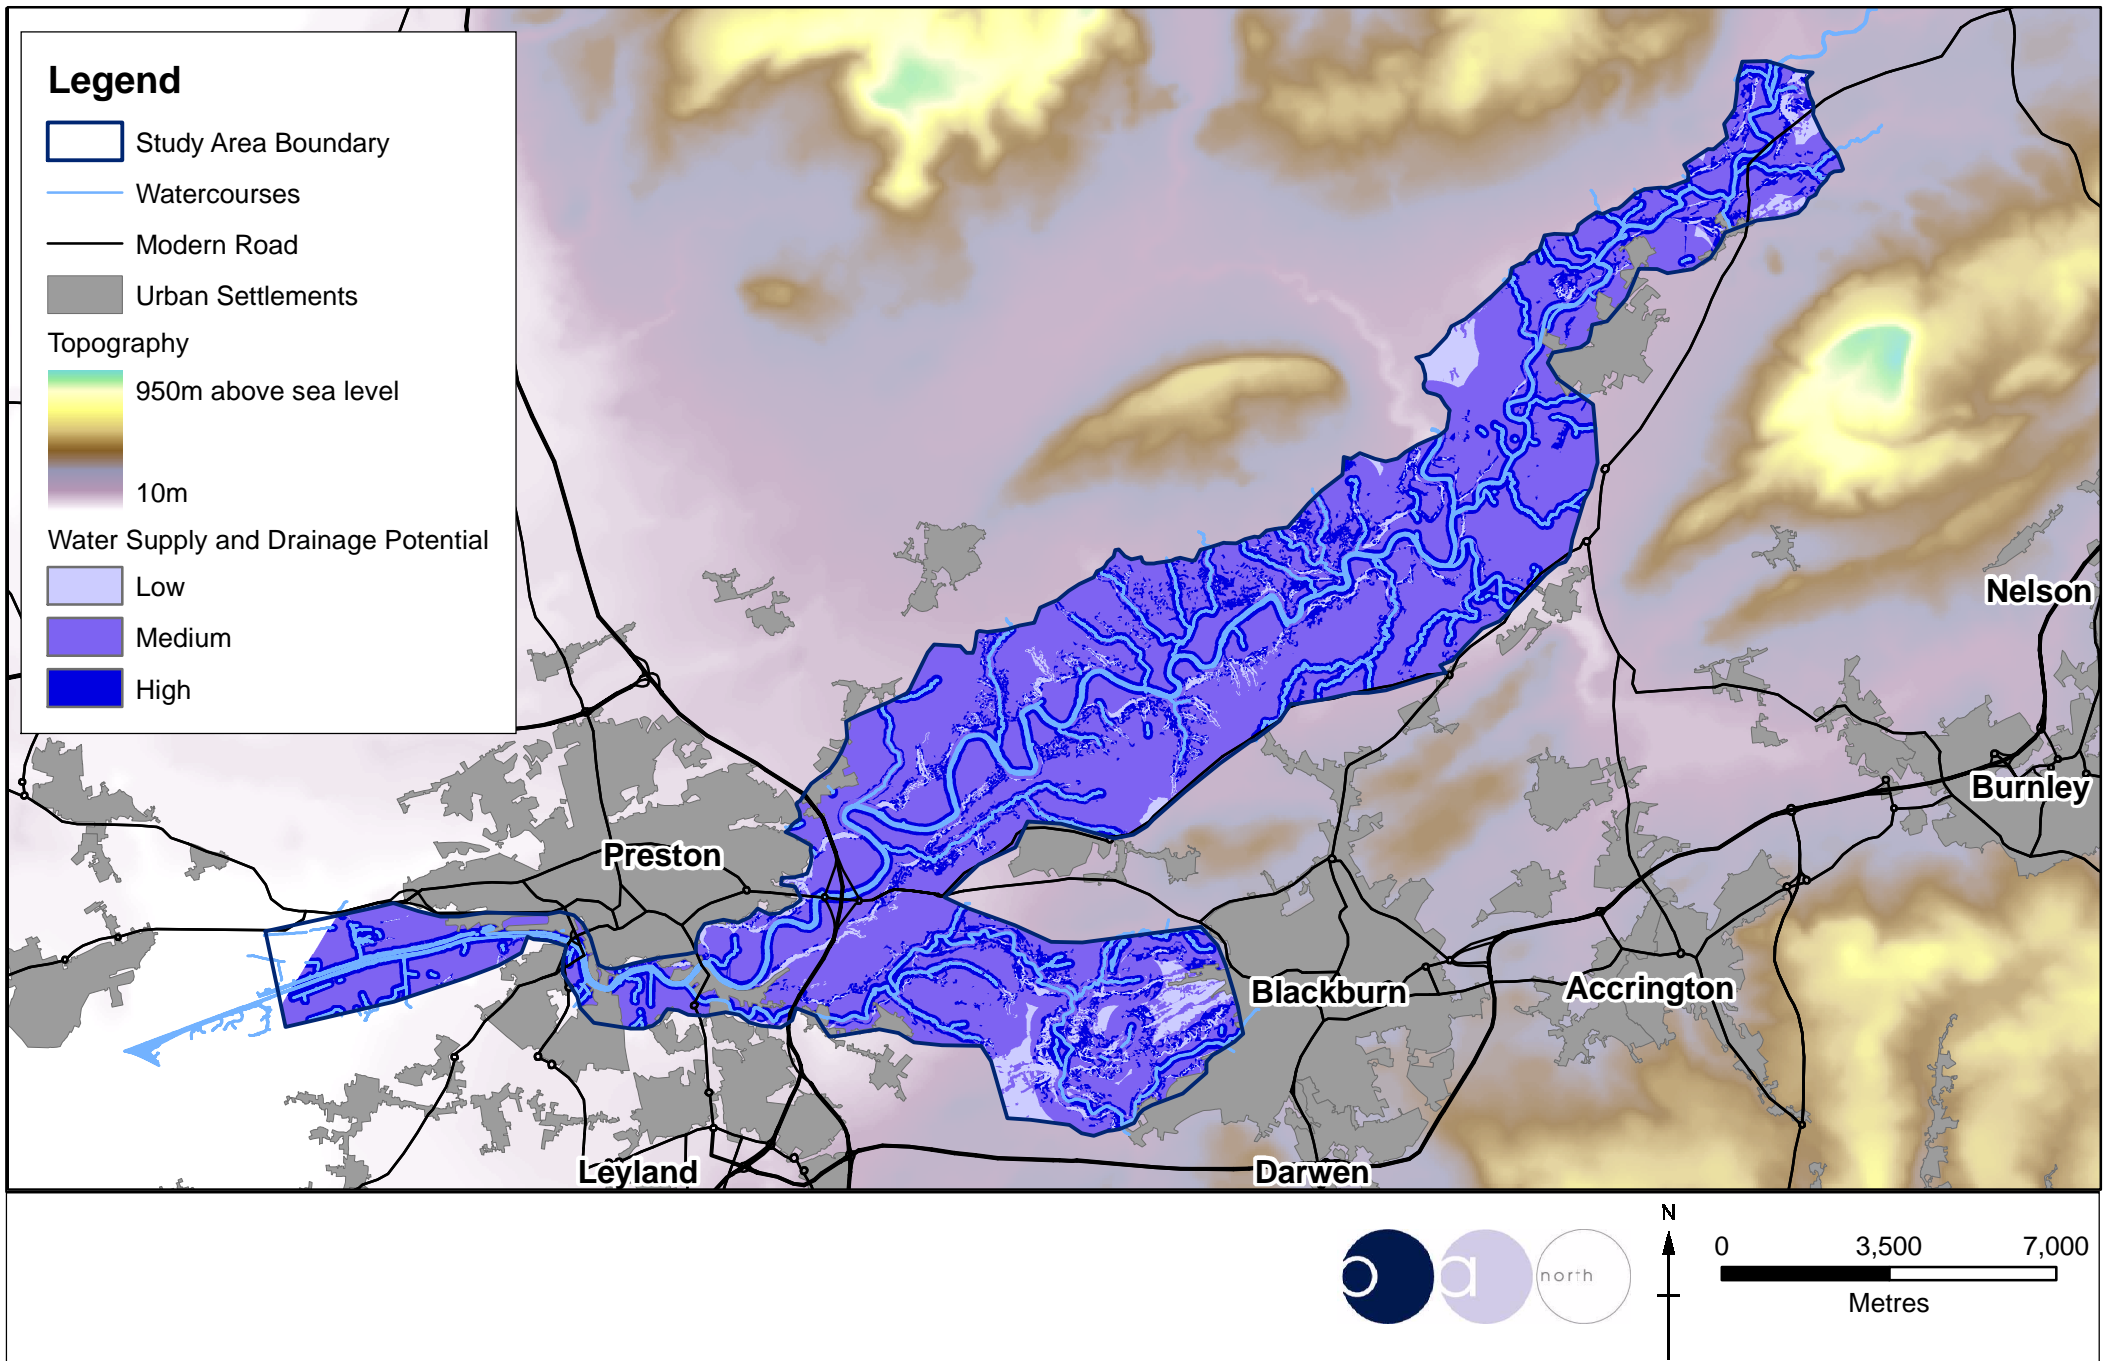 Legend
Study Area Boundary
Watercourses
Modern Road
Urban Settlements
Topography
950m above sea level
10m
Water Supply and Drainage Potential
Low
Medium
High
Nelson
Burnley
Preston
Blackburn
Accrington
Leyland
Darwen
o a north
N
0 3,500 7,000
Metres